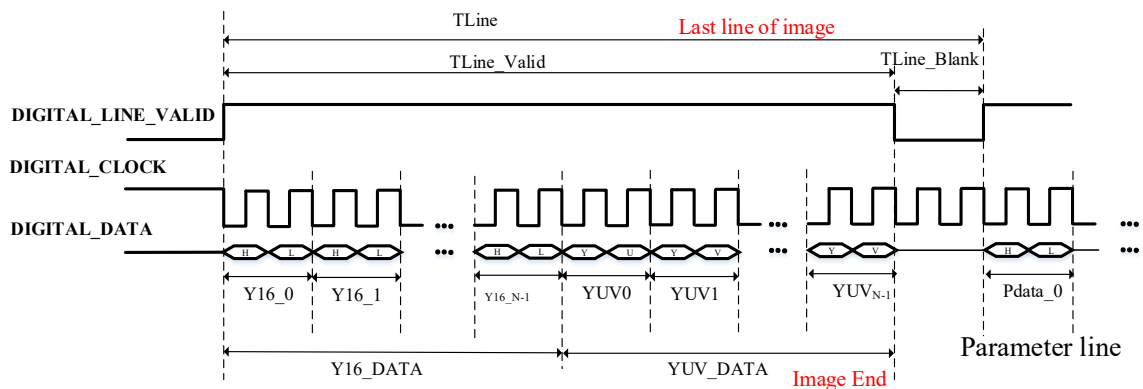 TLine
Last line of image
TLine_Valid
TLine_Blank
DIGITAL_LINE_VALID
DIGITAL_CLOCK
DIGITAL_DATA
••• ••• ••• •••
H L H L ••• H L Y U Y V ••• Y V H L •••
Y16_0 Y16_1 Y16_N-1 YUV0 YUV1 YUVN-1 Pdata_0
Parameter line
Y16_DATA YUV_DATA
Image End